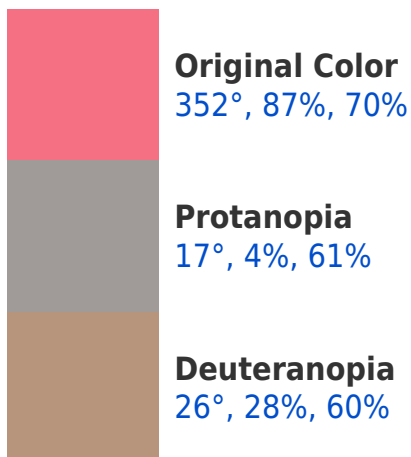 Original Color
352°, 87%, 70%
Protanopia
17°, 4%, 61%
Deuteranopia
26°, 28%, 60%